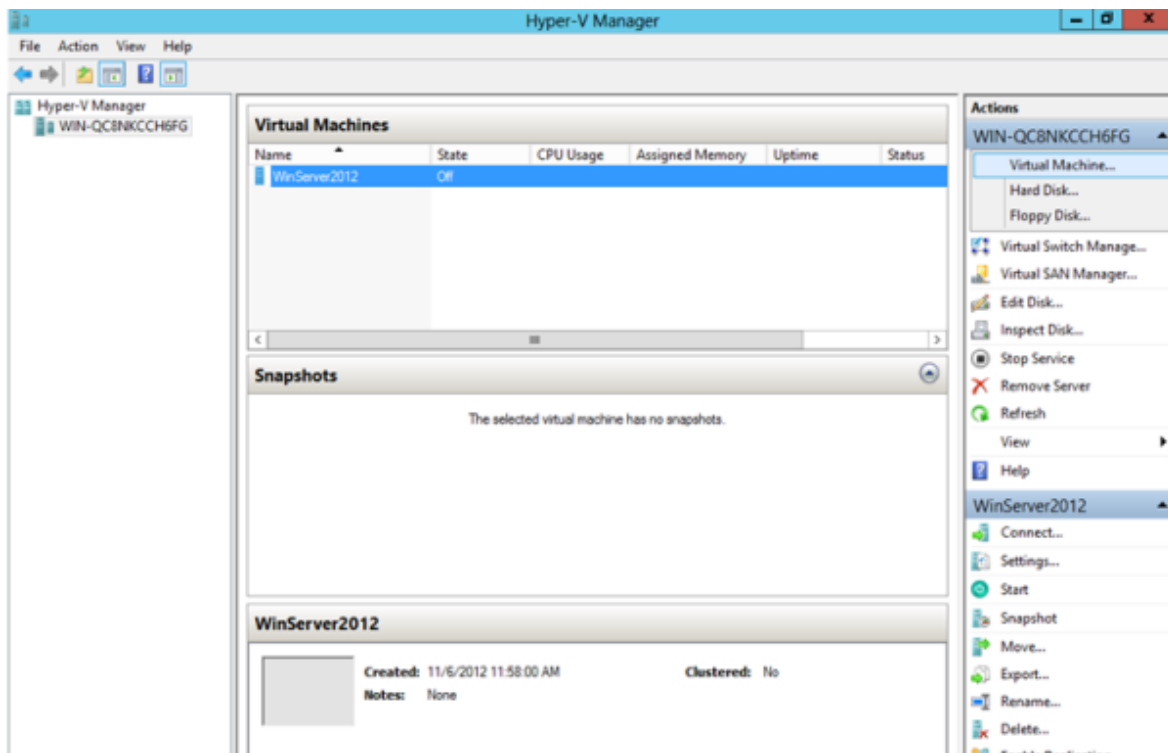 Hyper-V Manager
File Action View Help
Hyper-V Manager
WIN-QC8NKCCH6FG
Virtual Machines
Name State CPU Usage Assigned Memory Uptime Status
WinServer2012 Off
Snapshots
The selected virtual machine has no snapshots.
WinServer2012
Created: 11/6/2012 11:58:00 AM Clustered: No
Notes: None
Actions
WIN-QC8NKCCH6FG
Virtual Machine...
Hard Disk...
Floppy Disk...
Virtual Switch Manage...
Virtual SAN Manager...
Edit Disk...
Inspect Disk...
Stop Service
Remove Server
Refresh
View
Help
WinServer2012
Connect...
Settings...
Start
Snapshot
Move...
Export...
Rename...
Delete...